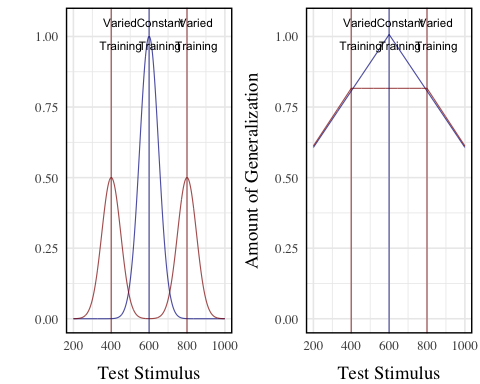 VariedConstantVaried
TrainingTrainingTraining
1.00
0.75
0.50
0.25
0.00
200 400 600 800 1000
Test Stimulus
Amount of Generalization
VariedConstantVaried
TrainingTrainingTraining
1.00
0.75
0.50
0.25
0.00
200 400 600 800 1000
Test Stimulus